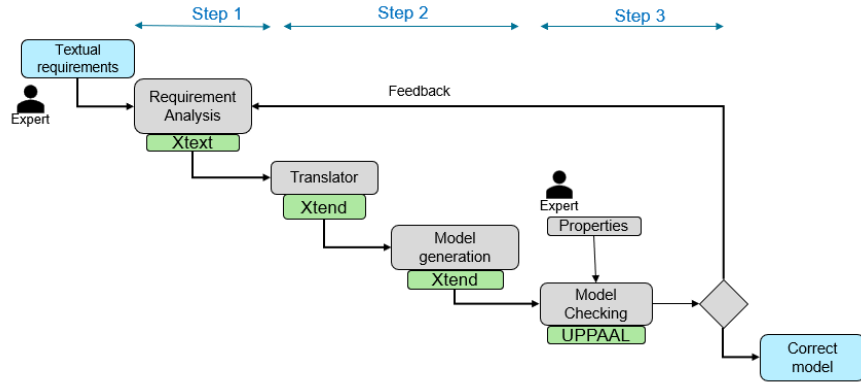 Step 1
Step 2
Step 3
Textual
requirements
Expert
Requirement
Analysis
Xtext
Feedback
Translator
Xtend
Expert
Properties
Model
generation
Xtend
Model
Checking
UPPAAL
Correct
model